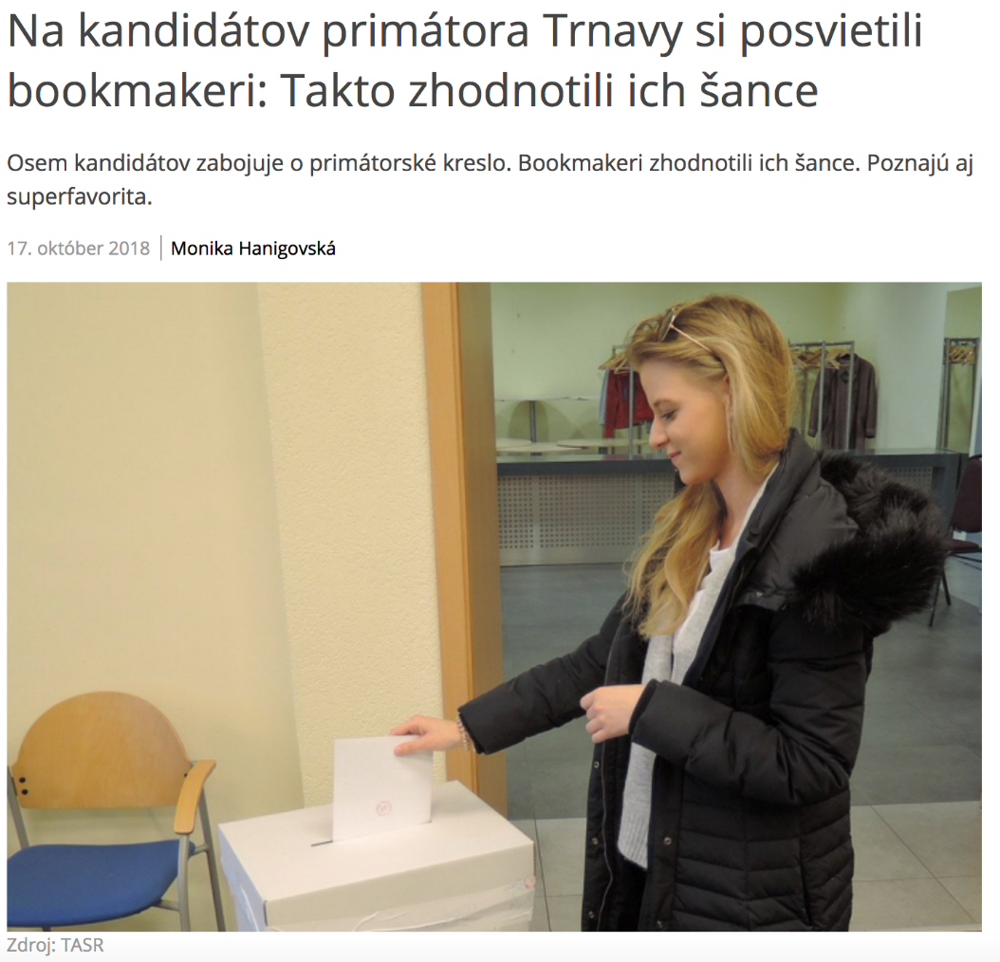 Na kandidátov primátora Trnavy si posvietili
bookmakeri: Takto zhodnotili ich šance
Osem kandidátov zabojuje o primátorské kreslo. Bookmakeri zhodnotili ich šance. Poznajú aj
superfavorita.
17. október 2018 | Monika Hanigovská
Zdroj: TASR